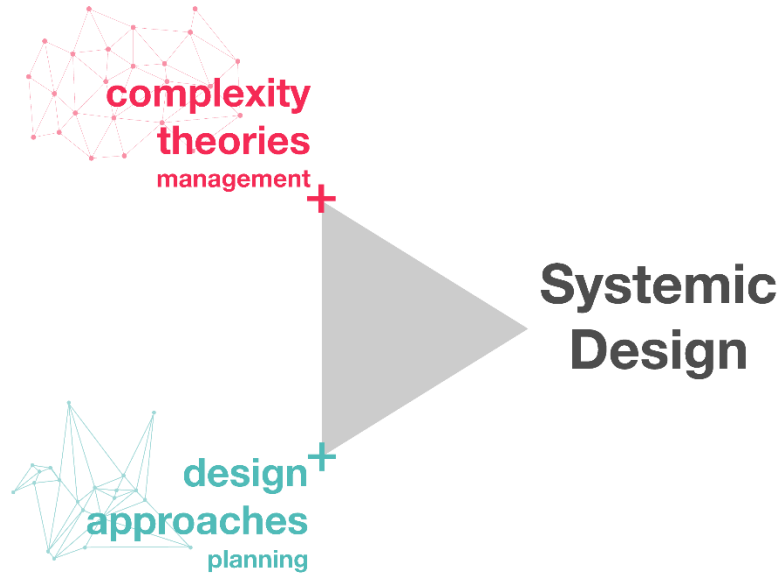 complexity
theories
management
+
Systemic
Design
+
design
approaches
planning